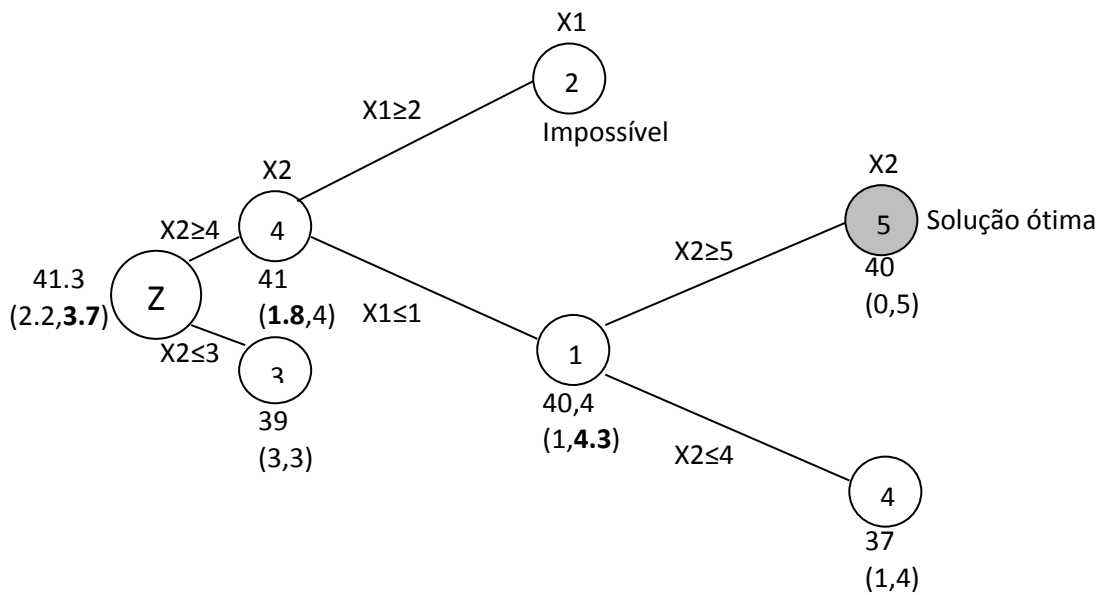 X1
2
X1≥2
Impossível
X2
X2
4
X2≥4
5
Solução ótima
X2≥5
40
(0,5)
41.3
(2.2,3.7)
Z
41
(1.8,4)
X1≤1
X2≤3
3
1
39
(3,3)
40,4
(1,4.3)
X2≤4
4
37
(1,4)